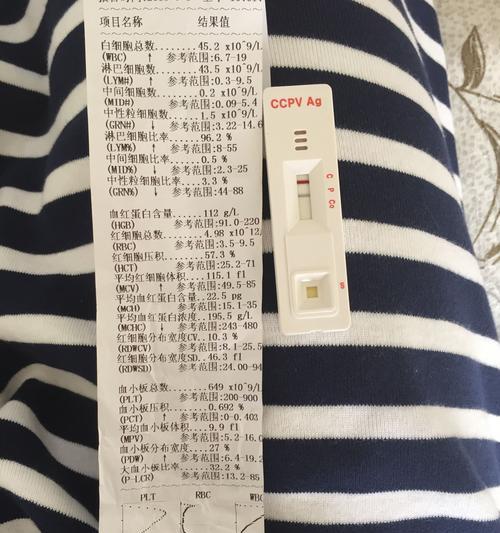 项目名称 结果值
白细胞总数......45.2 x10^9/L
(WBC) ↑ 参考范围:6.7-19
淋巴细胞数......43.5 x10^9/L
(LYM#) ↑ 参考范围:0.3-9.5
中间细胞数......0.2 x10^9/L
(MID#) 参考范围:0.09-5.4
中性粒细胞数......1.5 x10^9/L
(GRN#) ↓ 参考范围:3.22-14.6
淋巴细胞比率......96.2 %
(LYM%) ↑ 参考范围:8-55
中间细胞比率......0.5 %
(MID%) ↓ 参考范围:2.3-25
中性粒细胞比率......3.3 %
(GRN%) ↓ 参考范围:44-88
血红蛋白含量......112 g/L
(HGB) 参考范围:91.0-220
红细胞总数......4.98 x10^12/
(RBC) 参考范围:3.5-9.5
红细胞压积......57.3 %
(HCT) 参考范围:25.2-71
平均红细胞体积......115.1 fl
(MCV) ↑ 参考范围:49.5-85
平均血红蛋白含量..22.5 pg
(MCH) 参考范围:15.1-35
平均血红蛋白浓度..195.5 g/L
(MCHC) ↓ 参考范围:243-480
红细胞分布宽度CV..10.3 %
(RDWCV) 参考范围:8.1-25.5
红细胞分布宽度SD..46.3 fl
(RDWSD) 参考范围:24.00-94
血小板总数......649 x10^9/L
(PLT) 参考范围:200-900
血小板压积......0.692 %
(PCT) ↑ 参考范围:0-0.403
平均血小板体积....9.9 fl
(MPV) 参考范围:5.2-16.0
血小板分布宽度....27 %
(PDW) ↑ 参考范围:6.4-19.2
大血小板比率......32.2 %
(P-LCR) 参考范围:13.2-85
PLT RBC WBC
CCPV Ag
C P Co
S